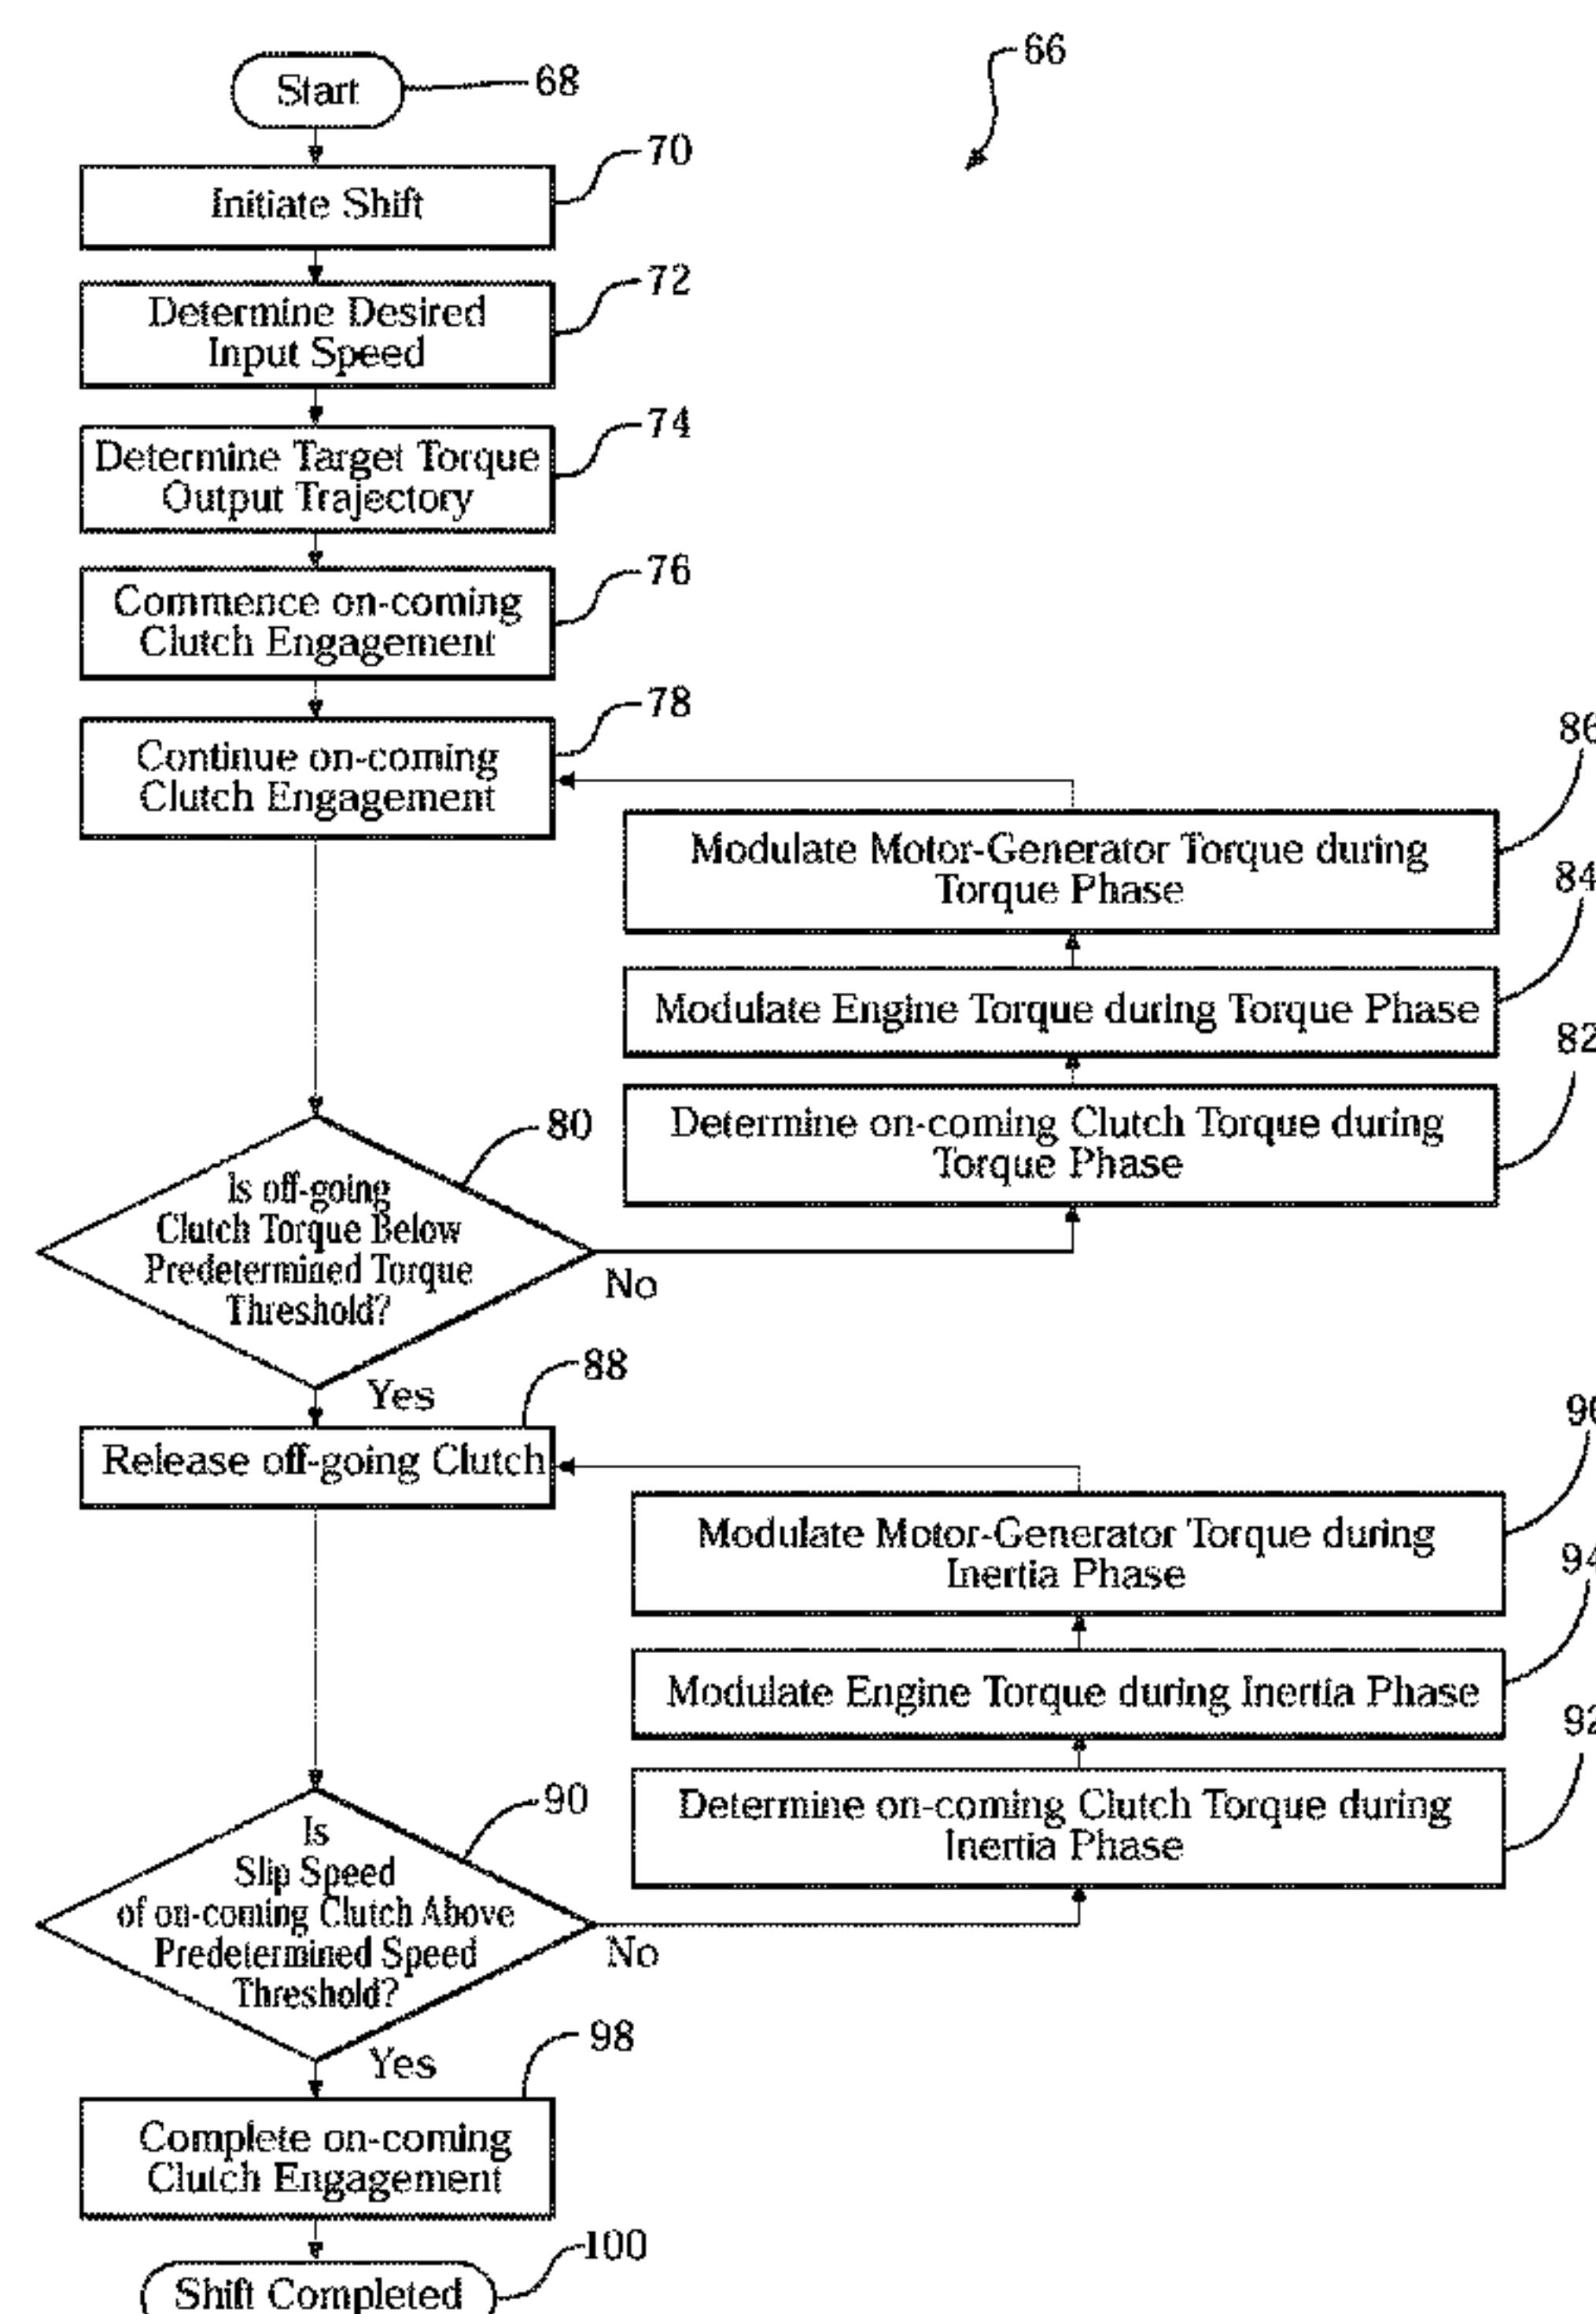 66
Start
68
Initiate Shift
70
Determine Desired
Input Speed
72
Determine Target Torque
Output Trajectory
74
Commence on-coming
Clutch Engagement
76
Continue on-coming
Clutch Engagement
78
Modulate Motor-Generator Torque during
Torque Phase
86
Modulate Engine Torque during Torque Phase
84
Determine on-coming Clutch Torque during
Torque Phase
82
Is off-going
Clutch Torque Below
Predetermined Torque
Threshold?
80
No
Yes
Release off-going Clutch
88
Modulate Motor-Generator Torque during
Inertia Phase
Modulate Engine Torque during Inertia Phase
94
Determine on-coming Clutch Torque during
Inertia Phase
92
Is
Slip Speed
of on-coming Clutch Above
Predetermined Speed
Threshold?
90
No
Yes
Complete on-coming
Clutch Engagement
98
Shift Completed
100